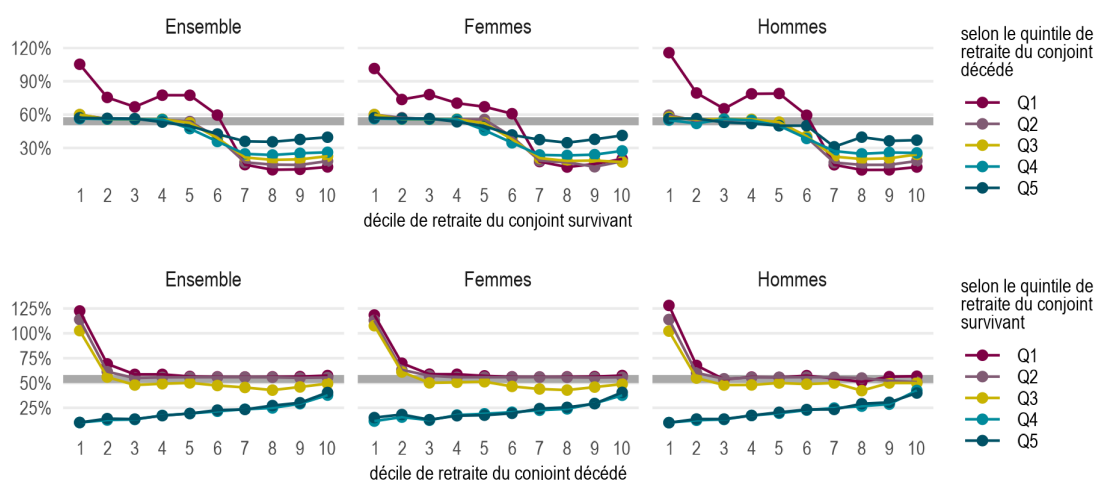 Ensemble
Femmes
Hommes
selon le quintile de
retraite du conjoint
décédé
120%
90%
60%
30%
Q1
Q2
Q3
Q4
Q5
1 2 3 4 5 6 7 8 9 10
1 2 3 4 5 6 7 8 9 10
1 2 3 4 5 6 7 8 9 10
décile de retraite du conjoint survivant
Ensemble
Femmes
Hommes
selon le quintile de
retraite du conjoint
survivant
125%
100%
75%
50%
25%
Q1
Q2
Q3
Q4
Q5
1 2 3 4 5 6 7 8 9 10
1 2 3 4 5 6 7 8 9 10
1 2 3 4 5 6 7 8 9 10
décile de retraite du conjoint décédé